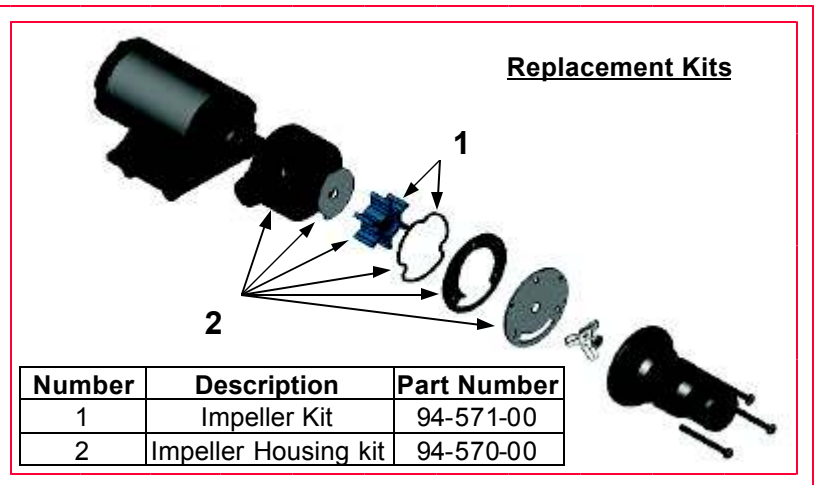 Replacement Kits
1
2
Number Description Part Number
1 Impeller Kit 94-571-00
2 Impeller Housing kit 94-570-00